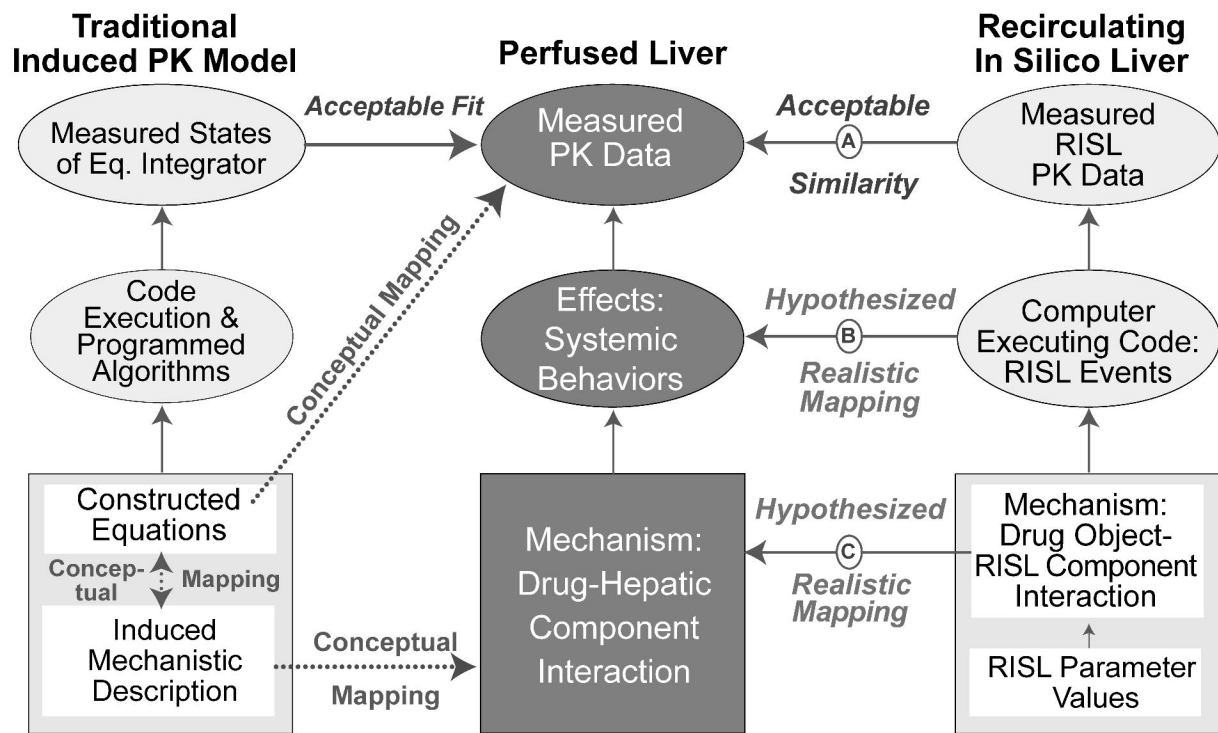 Traditional
Induced PK Model
Measured States
of Eq. Integrator
Code
Execution &
Programmed
Algorithms
Constructed
Equations
Concep-
tual
Mapping
Induced
Mechanistic
Description
Acceptable Fit
Conceptual Mapping
Conceptual
Mapping
Perfused Liver
Measured
PK Data
Effects:
Systemic
Behaviors
Mechanism:
Drug-Hepatic
Component
Interaction
Acceptable
A
Similarity
Hypothesized
B
Realistic
Mapping
Hypothesized
C
Realistic
Mapping
Recirculating
In Silico Liver
Measured
RISL
PK Data
Computer
Executing Code:
RISL Events
Mechanism:
Drug Object-
RISL Component
Interaction
RISL Parameter
Values